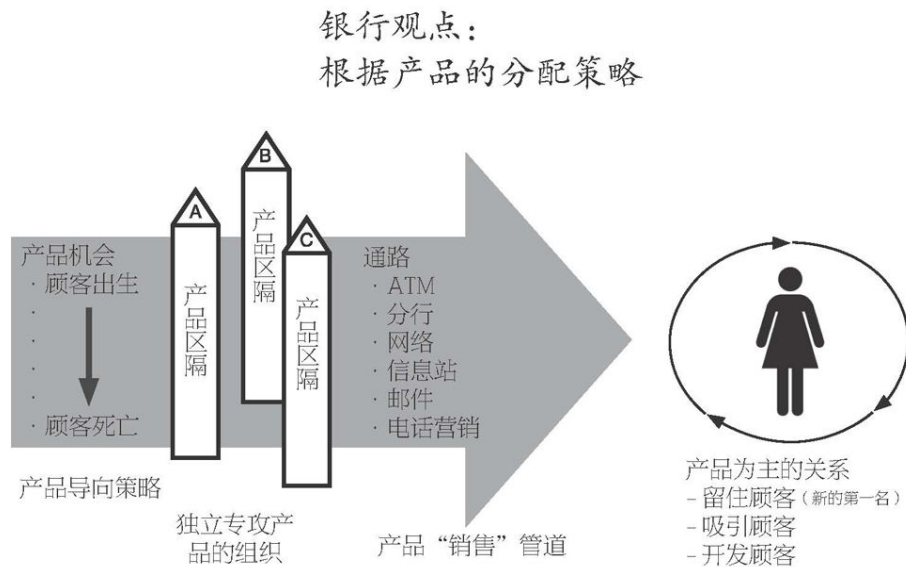 银行观点：
根据产品的分配策略
产品机会
·顾客出生
·
·
·
·
·顾客死亡
产品导向策略
A
产品区隔
B
产品区隔
C
产品区隔
独立专攻产
品的组织
通路
·ATM
·分行
·网络
·信息站
·邮件
·电话营销
产品“销售”管道
产品为主的关系
－留住顾客（新的第一名）
－吸引顾客
－开发顾客